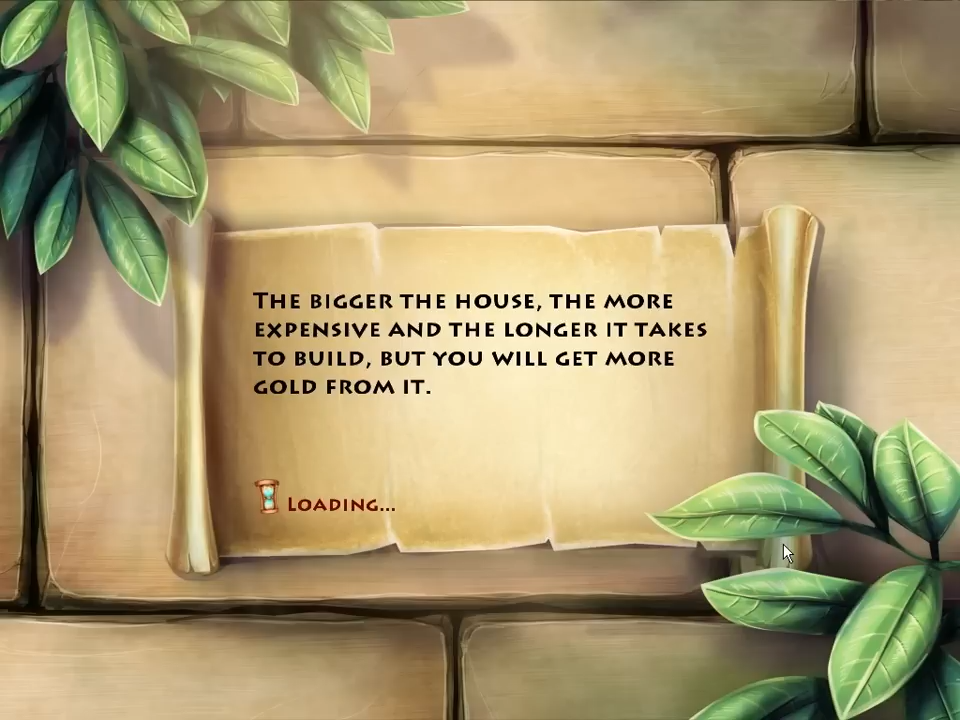 The bigger the house, the more
expensive and the longer it takes
to build, but you will get more
gold from it.
Loading...